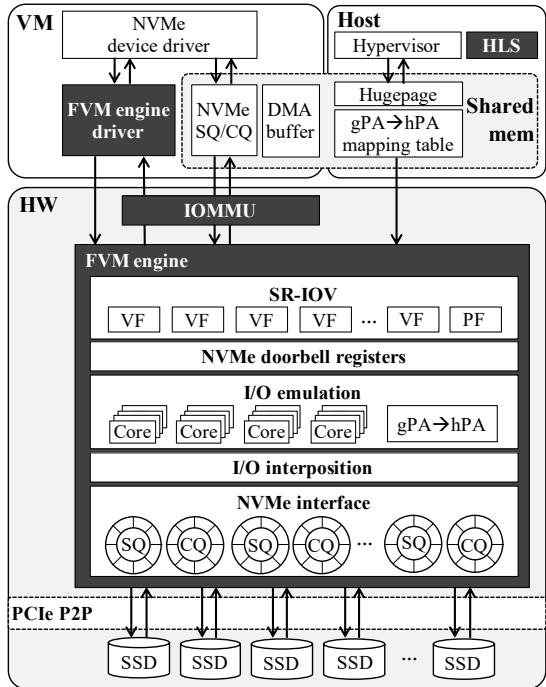 VM
NVMe
device driver
FVM engine
driver
NVMe
SQ/CQ
DMA
buffer
Host
Hypervisor
HLS
Hugepage
gPA→hPA
mapping table
Shared
mem
HW
IOMMU
FVM engine
SR-IOV
VF VF VF VF ... VF PF
NVMe doorbell registers
I/O emulation
Core Core Core Core gPA→hPA
I/O interposition
NVMe interface
SQ CQ SQ CQ ... SQ CQ
PCIe P2P
SSD SSD SSD SSD ... SSD